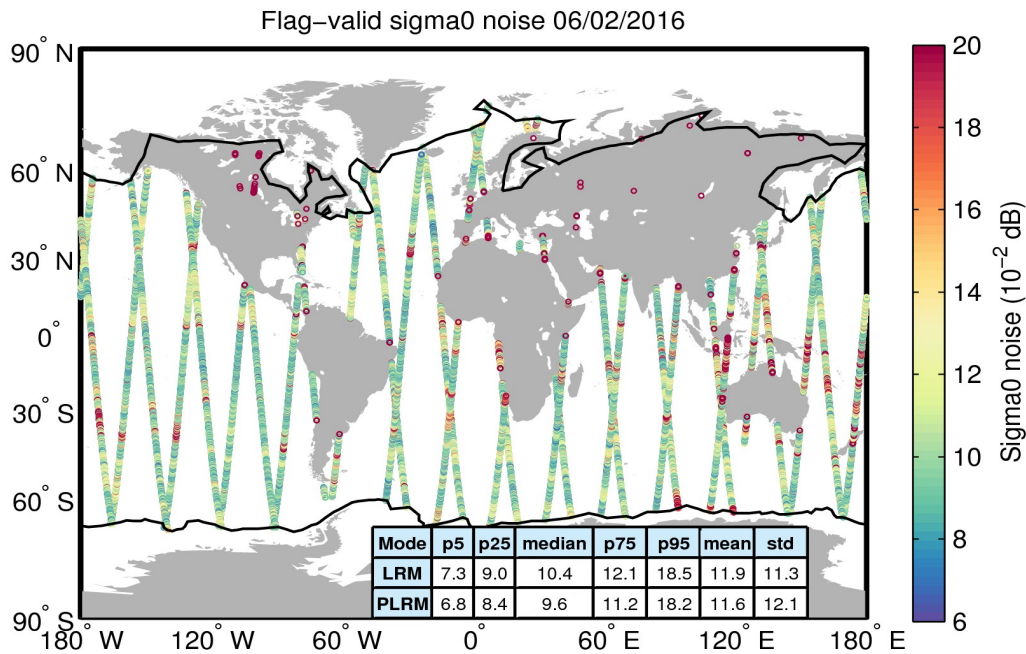 Flag−valid sigma0 noise 06/02/2016
90° N
60° N
30° N
0°
30° S
60° S
90° S
180° W
120° W
60° W
0°
60° E
120° E
180° E
Mode p5 p25 median p75 p95 mean std
LRM 7.3 9.0 10.4 12.1 18.5 11.9 11.3
PLRM 6.8 8.4 9.6 11.2 18.2 11.6 12.1
20
18
16
14
12
10
8
6
Sigma0 noise (10⁻² dB)